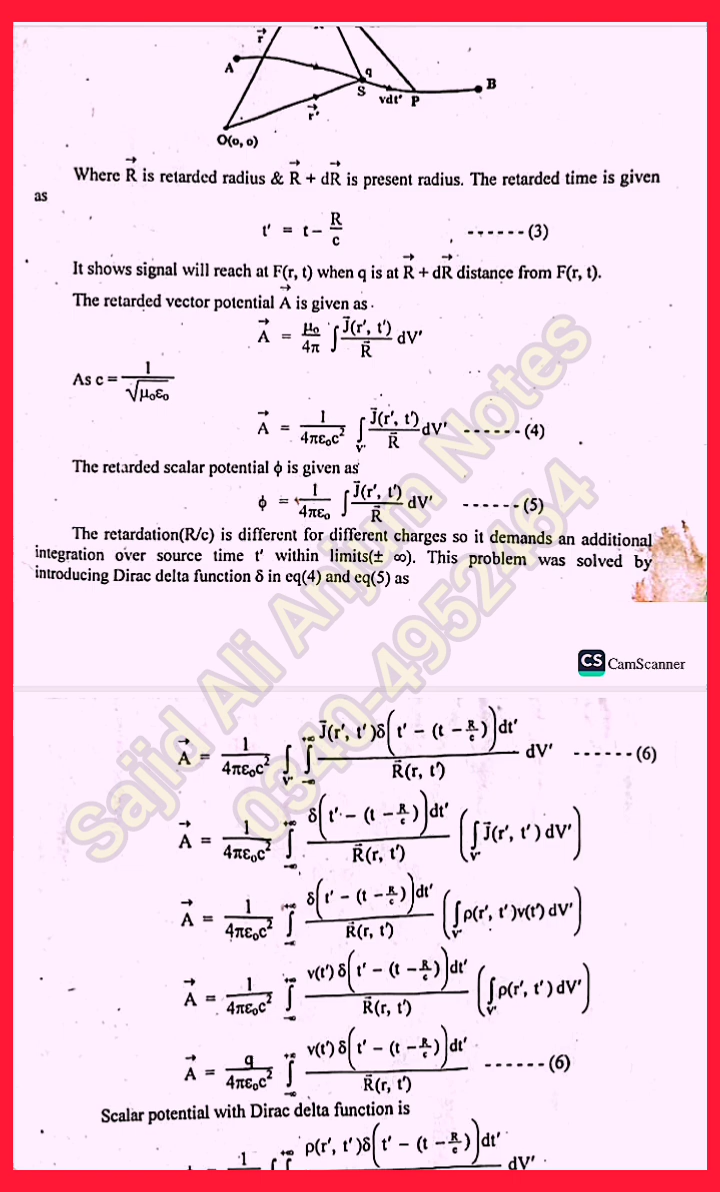 r⃗
A
q
S
vdt' P
B
r⃗'
O(o, o)
Where R⃗ is retarded radius & R⃗ + dR⃗ is present radius. The retarded time is given
as
t' = t - R/c ------ (3)
It shows signal will reach at F(r, t) when q is at R⃗ + dR⃗ distance from F(r, t).
The retarded vector potential A⃗ is given as.
A⃗ = μ₀/4π ∫ J̄(r', t')/R̄ dV'
As c = 1/√μ₀ε₀
A⃗ = 1/4πε₀c² ∫V' J̄(r', t')/R̄ dV' ------ (4)
The retarded scalar potential ϕ is given as
ϕ = 1/4πε₀ ∫ J̄(r', t')/R̄ dV' ------ (5)
The retardation(R/c) is different for different charges so it demands an additional
integration over source time t' within limits(± ∞). This problem was solved by
introducing Dirac delta function δ in eq(4) and eq(5) as
CS CamScanner
A⃗ = 1/4πε₀c² ∫V' ∫-∞+∞ J̄(r', t')δ(t' - (t - R/c))dt'/R̄(r, t') dV' ------ (6)
A⃗ = 1/4πε₀c² ∫-∞+∞ δ(t' - (t - R/c))dt'/R̄(r, t') (∫V' J̄(r', t') dV')
A⃗ = 1/4πε₀c² ∫-∞+∞ δ(t' - (t - R/c))dt'/R̄(r, t') (∫V' ρ(r', t')v(t') dV')
A⃗ = 1/4πε₀c² ∫-∞+∞ v(t') δ(t' - (t - R/c))dt'/R̄(r, t') (∫V' ρ(r', t') dV')
A⃗ = q/4πε₀c² ∫-∞+∞ v(t') δ(t' - (t - R/c))dt'/R̄(r, t') ------ (6)
Scalar potential with Dirac delta function is
1 ∫∫+∞ ρ(r', t')δ(t' - (t - R/c))dt' dV'
Sajid Ali Anjum Notes
0340-4952464